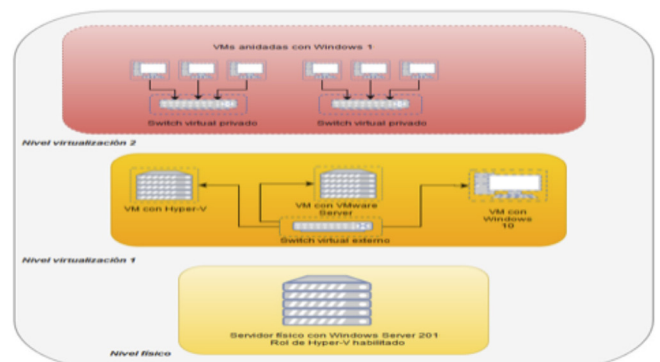 VMs anidadas con Windows 1
Switch virtual privado
Switch virtual privado
Nivel virtualización 2
VM con Hyper-V
VM con VMware
Server
VM con
Windows
10
Switch virtual externo
Nivel virtualización 1
Servidor físico con Windows Server 201
Rol de Hyper-V habilitado
Nivel físico